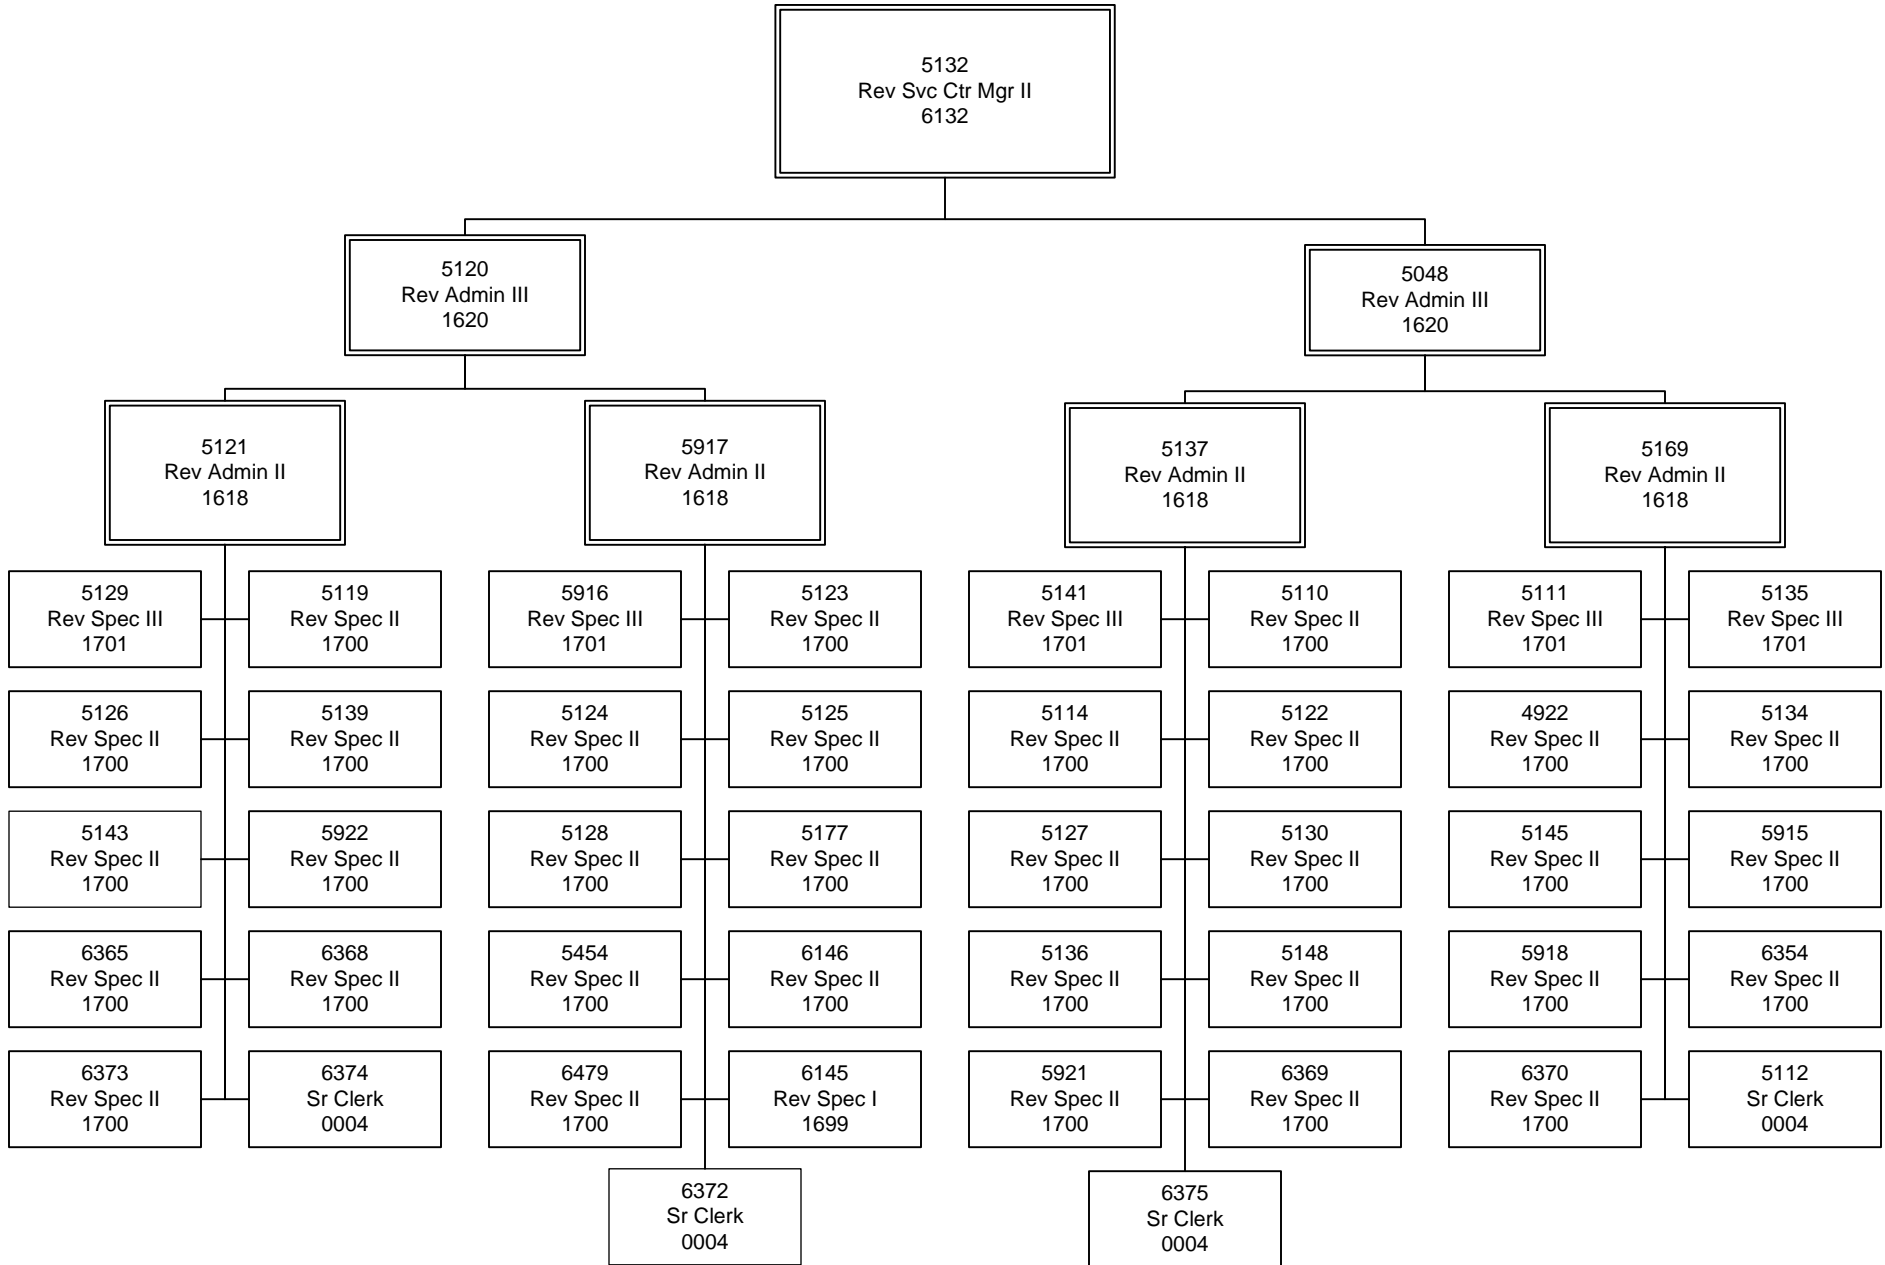 5132
Rev Svc Ctr Mgr II
6132
5120
Rev Admin III
1620
5048
Rev Admin III
1620
5121
Rev Admin II
1618
5917
Rev Admin II
1618
5137
Rev Admin II
1618
5169
Rev Admin II
1618
5129
Rev Spec III
1701
5119
Rev Spec II
1700
5916
Rev Spec III
1701
5123
Rev Spec II
1700
5141
Rev Spec III
1701
5110
Rev Spec II
1700
5111
Rev Spec III
1701
5135
Rev Spec III
1701
5126
Rev Spec II
1700
5139
Rev Spec II
1700
5124
Rev Spec II
1700
5125
Rev Spec II
1700
5114
Rev Spec II
1700
5122
Rev Spec II
1700
4922
Rev Spec II
1700
5134
Rev Spec II
1700
5143
Rev Spec II
1700
5922
Rev Spec II
1700
5128
Rev Spec II
1700
5177
Rev Spec II
1700
5127
Rev Spec II
1700
5130
Rev Spec II
1700
5145
Rev Spec II
1700
5915
Rev Spec II
1700
6365
Rev Spec II
1700
6368
Rev Spec II
1700
5454
Rev Spec II
1700
6146
Rev Spec II
1700
5136
Rev Spec II
1700
5148
Rev Spec II
1700
5918
Rev Spec II
1700
6354
Rev Spec II
1700
6373
Rev Spec II
1700
6374
Sr Clerk
0004
6479
Rev Spec II
1700
6145
Rev Spec I
1699
5921
Rev Spec II
1700
6369
Rev Spec II
1700
6370
Rev Spec II
1700
5112
Sr Clerk
0004
6372
Sr Clerk
0004
6375
Sr Clerk
0004